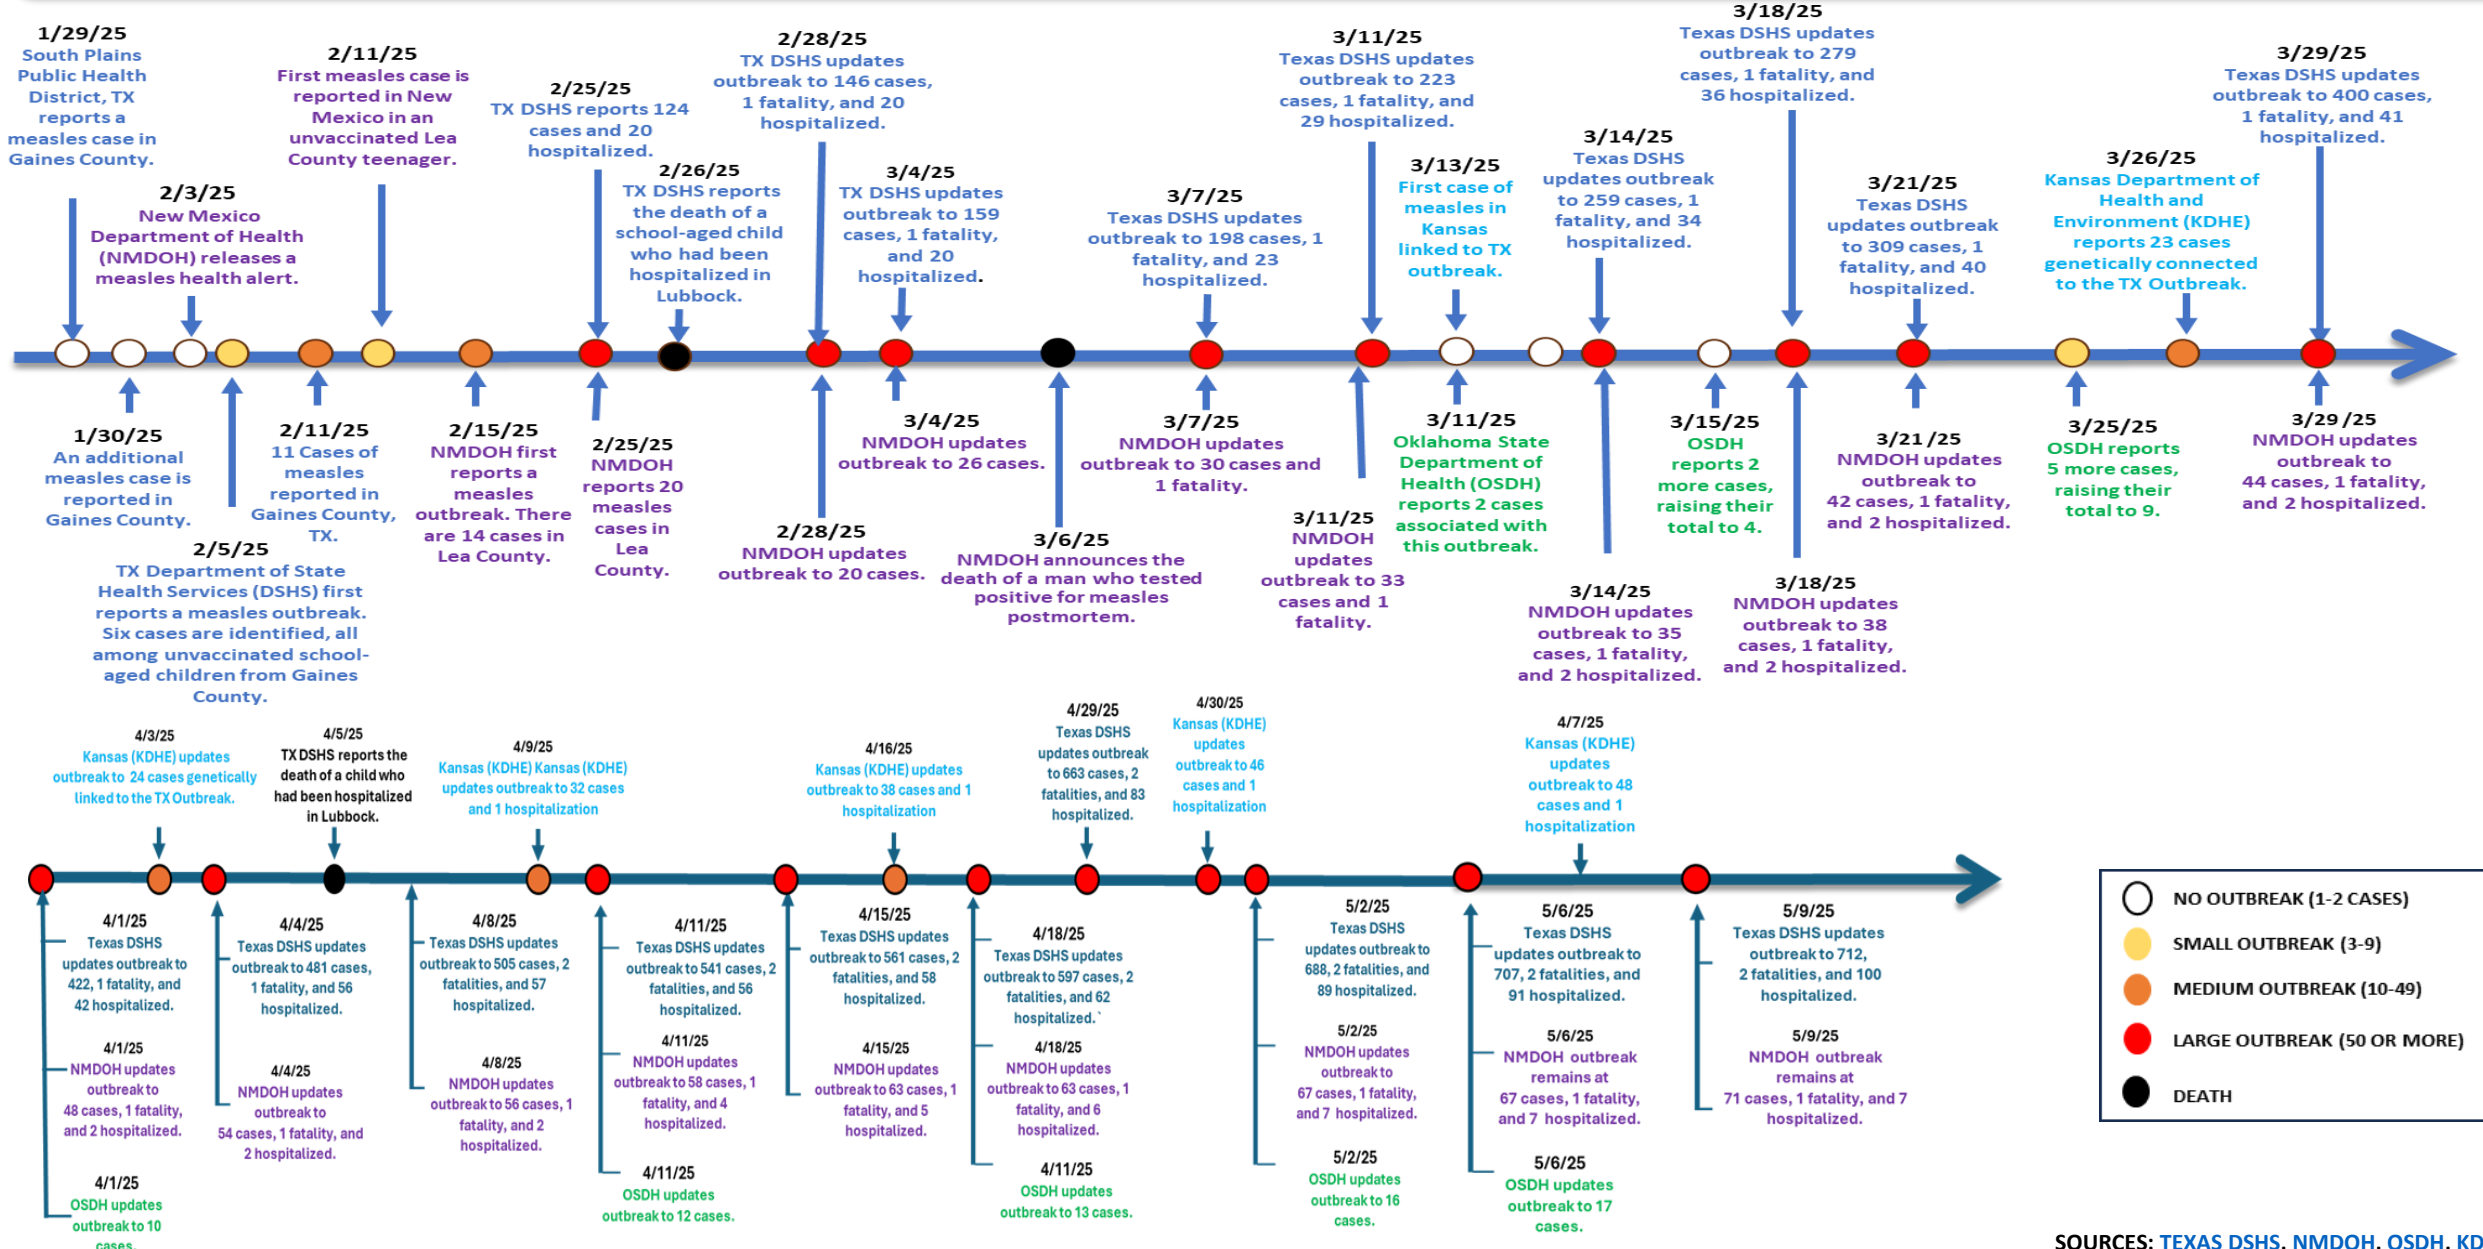 1/29/25
South Plains
Public Health
District, TX
reports a
measles case in
Gaines County.
2/3/25
New Mexico
Department of Health
(NMDOH) releases a
measles health alert.
2/11/25
First measles case is
reported in New
Mexico in an
unvaccinated Lea
County teenager.
2/25/25
TX DSHS reports 124
cases and 20
hospitalized.
2/26/25
TX DSHS reports
the death of a
school-aged child
who had been
hospitalized in
Lubbock.
2/28/25
TX DSHS updates
outbreak to 146 cases,
1 fatality, and 20
hospitalized.
3/4/25
TX DSHS updates
outbreak to 159
cases, 1 fatality,
and 20
hospitalized.
3/7/25
Texas DSHS updates
outbreak to 198 cases, 1
fatality, and 23
hospitalized.
3/11/25
Texas DSHS updates
outbreak to 223
cases, 1 fatality, and
29 hospitalized.
3/13/25
First case of
measles in
Kansas
linked to TX
outbreak.
3/14/25
Texas DSHS
updates outbreak
to 259 cases, 1
fatality, and 34
hospitalized.
3/18/25
Texas DSHS updates
outbreak to 279
cases, 1 fatality, and
36 hospitalized.
3/21/25
Texas DSHS
updates outbreak
to 309 cases, 1
fatality, and 40
hospitalized.
3/26/25
Kansas Department of
Health and
Environment (KDHE)
reports 23 cases
genetically connected
to the TX Outbreak.
3/29/25
Texas DSHS updates
outbreak to 400 cases,
1 fatality, and 41
hospitalized.
1/30/25
An additional
measles case is
reported in
Gaines County.
2/5/25
TX Department of State
Health Services (DSHS) first
reports a measles outbreak.
Six cases are identified, all
among unvaccinated school-
aged children from Gaines
County.
2/11/25
11 Cases of
measles
reported in
Gaines County,
TX.
2/15/25
NMDOH first
reports a
measles
outbreak. There
are 14 cases in
Lea County.
2/25/25
NMDOH
reports 20
measles
cases in
Lea
County.
2/28/25
NMDOH updates
outbreak to 20 cases.
3/4/25
NMDOH updates
outbreak to 26 cases.
3/6/25
NMDOH announces the
death of a man who tested
positive for measles
postmortem.
3/7/25
NMDOH updates
outbreak to 30 cases and
1 fatality.
3/11/25
NMDOH
updates
outbreak to 33
cases and 1
fatality.
3/11/25
Oklahoma State
Department of
Health (OSDH)
reports 2 cases
associated with
this outbreak.
3/14/25
NMDOH updates
outbreak to 35
cases, 1 fatality,
and 2 hospitalized.
3/15/25
OSDH
reports 2
more cases,
raising their
total to 4.
3/18/25
NMDOH updates
outbreak to 38
cases, 1 fatality,
and 2 hospitalized.
3/21/25
NMDOH updates
outbreak to
42 cases, 1 fatality,
and 2 hospitalized.
3/25/25
OSDH reports
5 more cases,
raising their
total to 9.
3/29/25
NMDOH updates
outbreak to
44 cases, 1 fatality,
and 2 hospitalized.
4/3/25
Kansas (KDHE) updates
outbreak to 24 cases genetically
linked to the TX Outbreak.
4/5/25
TX DSHS reports the
death of a child who
had been hospitalized
in Lubbock.
4/9/25
Kansas (KDHE) Kansas (KDHE)
updates outbreak to 32 cases
and 1 hospitalization
4/16/25
Kansas (KDHE) updates
outbreak to 38 cases and 1
hospitalization
4/29/25
Texas DSHS
updates outbreak
to 663 cases, 2
fatalities, and 83
hospitalized.
4/30/25
Kansas (KDHE)
updates
outbreak to 46
cases and 1
hospitalization
4/7/25
Kansas (KDHE)
updates
outbreak to 48
cases and 1
hospitalization
4/1/25
Texas DSHS
updates outbreak to
422, 1 fatality, and
42 hospitalized.
4/1/25
NMDOH updates
outbreak to
48 cases, 1 fatality,
and 2 hospitalized.
4/1/25
OSDH updates
outbreak to 10
cases.
4/4/25
Texas DSHS updates
outbreak to 481 cases,
1 fatality, and 56
hospitalized.
4/4/25
NMDOH updates
outbreak to
54 cases, 1 fatality, and
2 hospitalized.
4/8/25
Texas DSHS updates
outbreak to 505 cases, 2
fatalities, and 57
hospitalized.
4/8/25
NMDOH updates
outbreak to 56 cases, 1
fatality, and 2
hospitalized.
4/11/25
Texas DSHS updates
outbreak to 541 cases, 2
fatalities, and 56
hospitalized.
4/11/25
NMDOH updates
outbreak to 58 cases, 1
fatality, and 4
hospitalized.
4/11/25
OSDH updates
outbreak to 12 cases.
4/15/25
Texas DSHS updates
outbreak to 561 cases, 2
fatalities, and 58
hospitalized.
4/15/25
NMDOH updates
outbreak to 63 cases, 1
fatality, and 5
hospitalized.
4/18/25
Texas DSHS updates
outbreak to 597 cases, 2
fatalities, and 62
hospitalized.`
4/18/25
NMDOH updates
outbreak to 63 cases, 1
fatality, and 6
hospitalized.
4/11/25
OSDH updates
outbreak to 13 cases.
5/2/25
Texas DSHS
updates outbreak to
688, 2 fatalities, and
89 hospitalized.
5/2/25
NMDOH updates
outbreak to
67 cases, 1 fatality,
and 7 hospitalized.
5/2/25
OSDH updates
outbreak to 16
cases.
5/6/25
Texas DSHS
updates outbreak to
707, 2 fatalities, and
91 hospitalized.
5/6/25
NMDOH outbreak
remains at
67 cases, 1 fatality,
and 7 hospitalized.
5/6/25
OSDH updates
outbreak to 17
cases.
5/9/25
Texas DSHS updates
outbreak to 712,
2 fatalities, and 100
hospitalized.
5/9/25
NMDOH outbreak
remains at
71 cases, 1 fatality, and 7
hospitalized.
NO OUTBREAK (1-2 CASES)
SMALL OUTBREAK (3-9)
MEDIUM OUTBREAK (10-49)
LARGE OUTBREAK (50 OR MORE)
DEATH
SOURCES: TEXAS DSHS, NMDOH, OSDH, KD